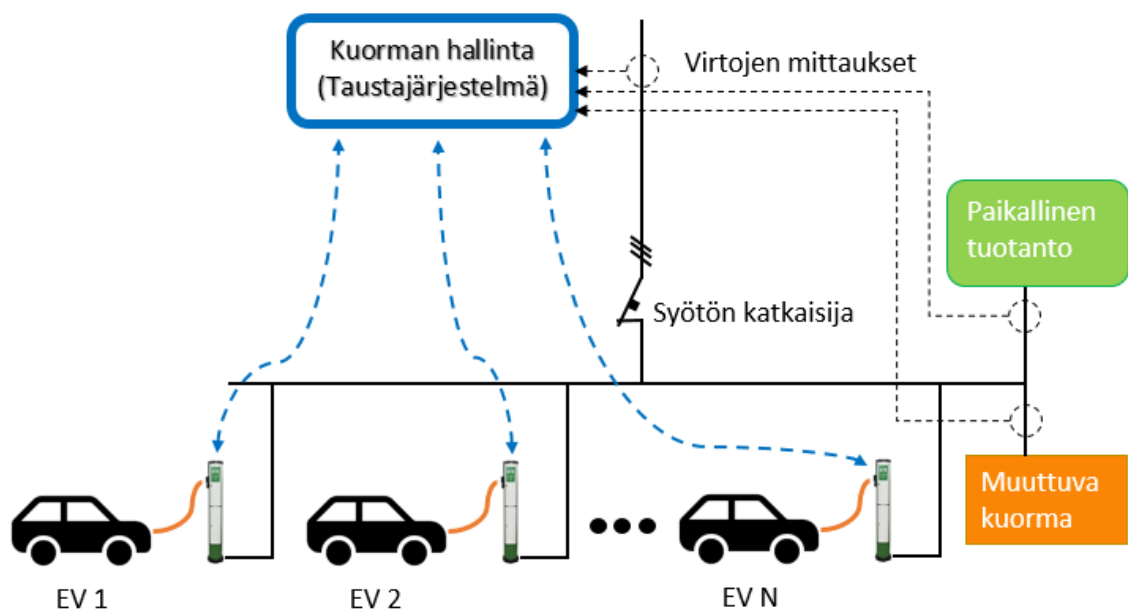 Kuorman hallinta
(Taustajärjestelmä)
Virtojen mittaukset
Paikallinen
tuotanto
Syötön katkaisija
Muuttuva
kuorma
EV 1
EV 2
EV N